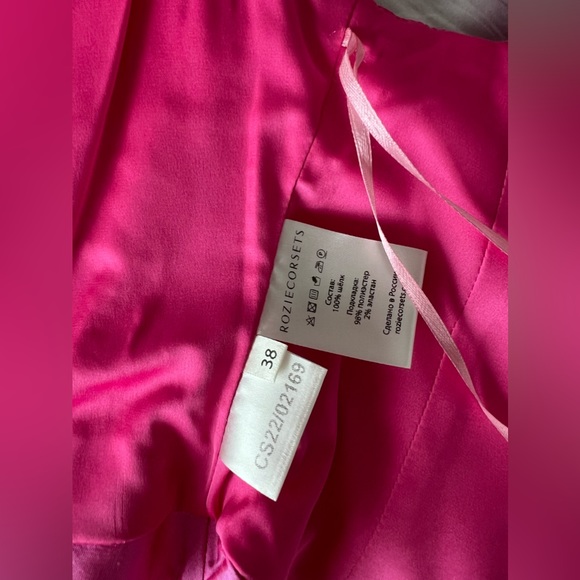 ROZIECORSETS
Состав:
100% шёлк
Подкладка:
98% полиэстер
2% эластан
Сделано в России
roziecorsets.
38
CS22/02169